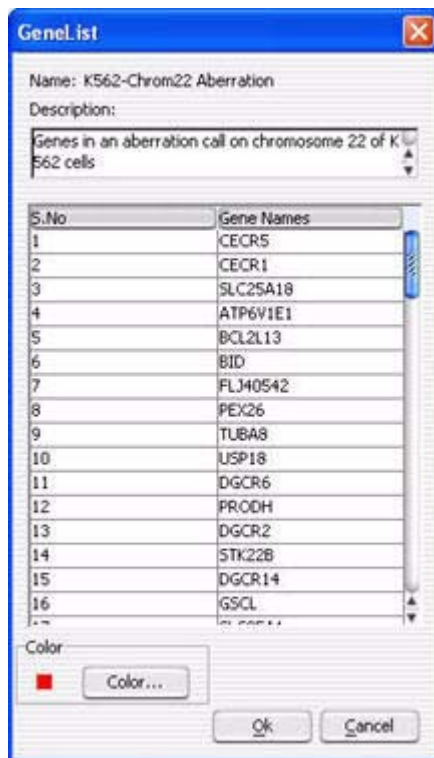 GeneList
Name: K562-Chrom22 Aberration
Description:
Genes in an aberration call on chromosome 22 of K
562 cells
S.No Gene Names
1 CECR5
2 CECR1
3 SLC25A18
4 ATP6V1E1
5 BCL2L13
6 BID
7 FLJ40542
8 PEX26
9 TUBA8
10 USP18
11 DGCR6
12 PRODH
13 DGCR2
14 STK22B
15 DGCR14
16 GSCL
Color
Color...
Ok Cancel